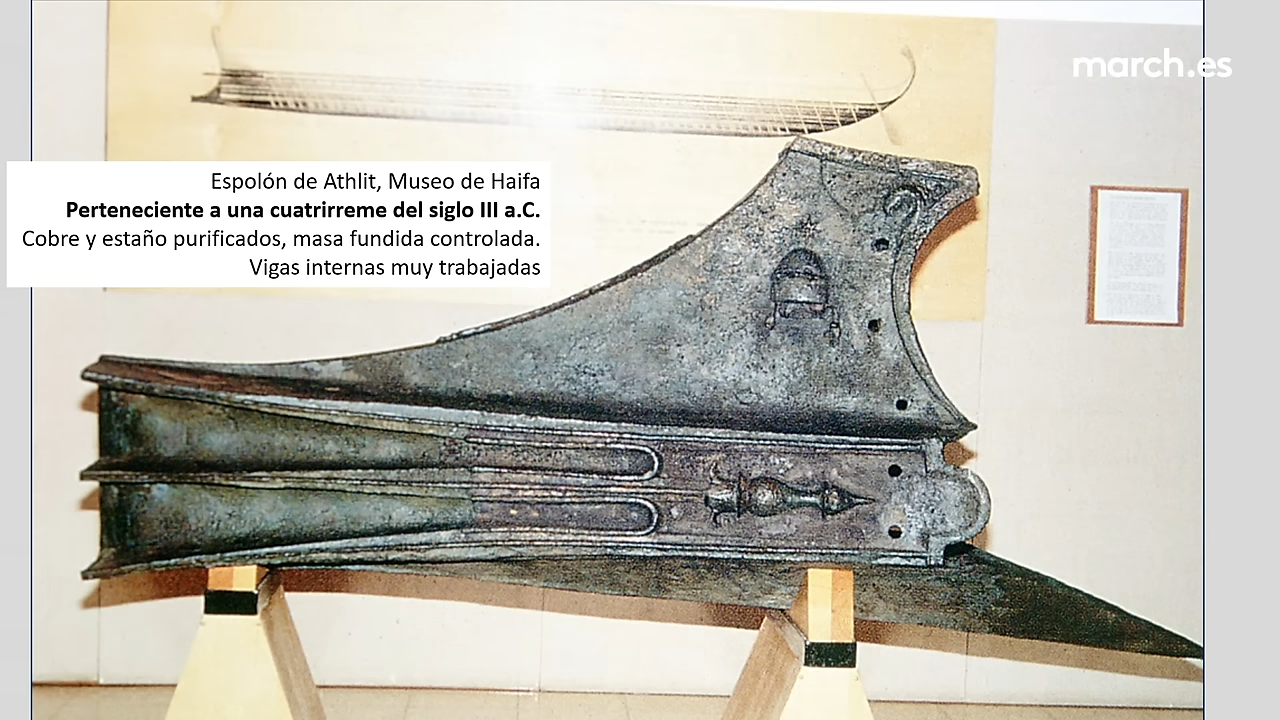 march.es
Espolón de Athlit, Museo de Haifa
Perteneciente a una cuatrirreme del siglo III a.C.
Cobre y estaño purificados, masa fundida controlada.
Vigas internas muy trabajadas